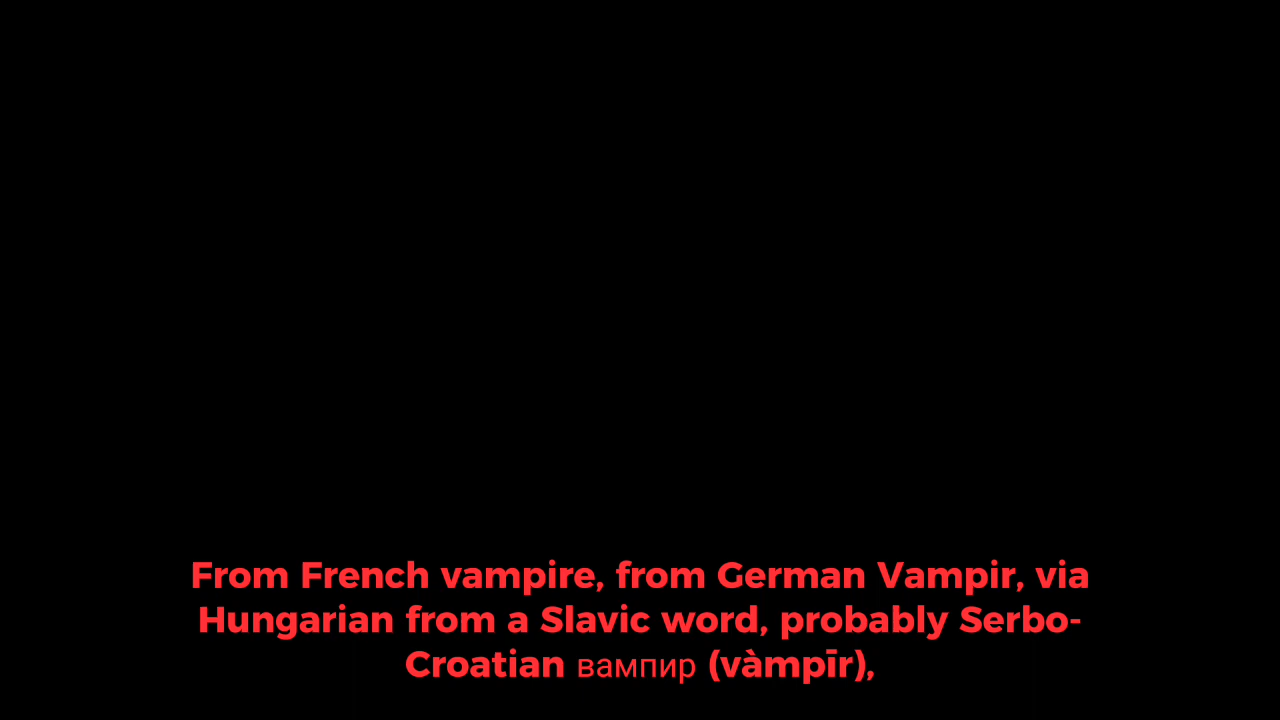 From French vampire, from German Vampir, via
Hungarian from a Slavic word, probably Serbo-
Croatian вампир (vàmpīr),